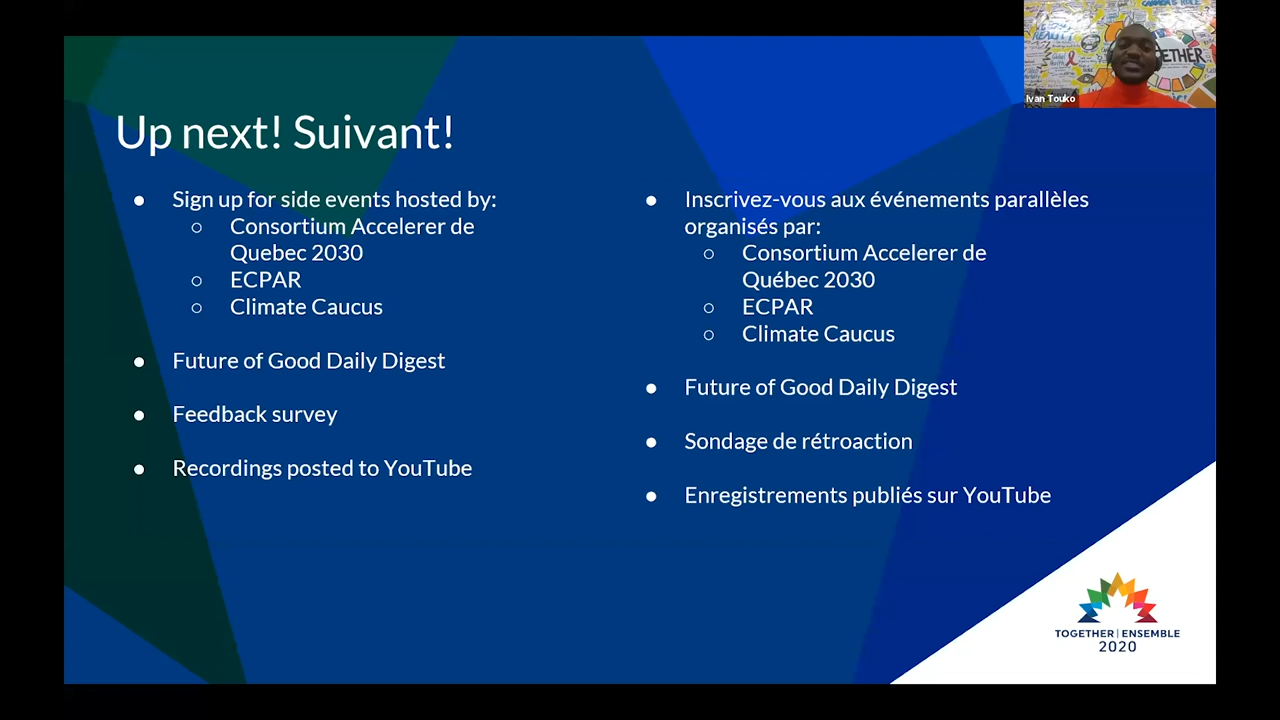 Up next! Suivant!
Sign up for side events hosted by:
Consortium Accelerer de
Quebec 2030
ECPAR
Climate Caucus
Future of Good Daily Digest
Feedback survey
Recordings posted to YouTube
Inscrivez-vous aux événements parallèles
organisés par:
Consortium Accelerer de
Québec 2030
ECPAR
Climate Caucus
Future of Good Daily Digest
Sondage de rétroaction
Enregistrements publiés sur YouTube
Ivan Touko
TOGETHER | ENSEMBLE
2020